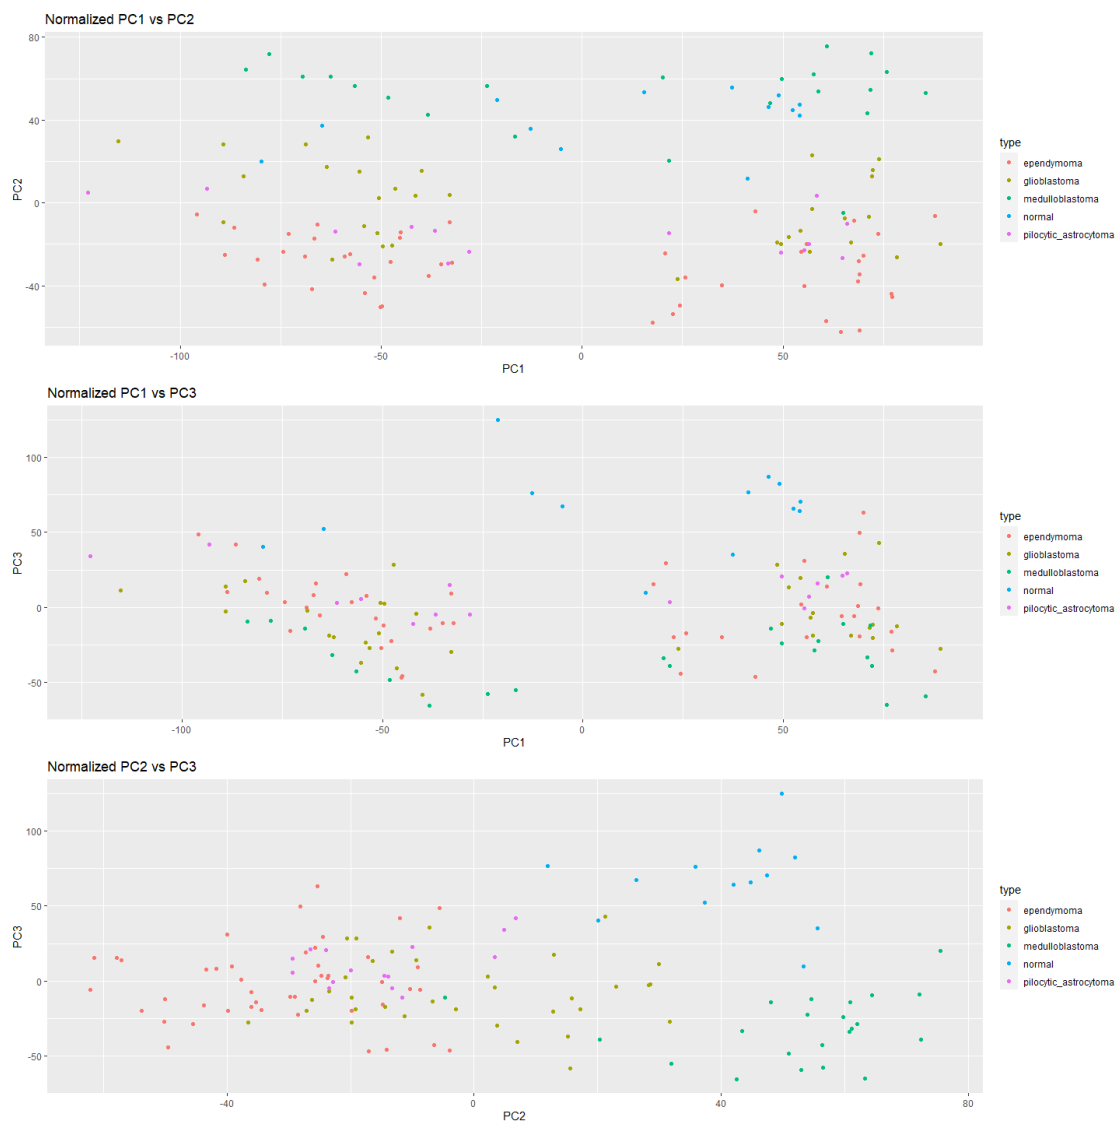 Normalized PC1 vs PC2
80
40
0
-40
PC2
-100 -50 0 50
PC1
type
ependymoma
glioblastoma
medulloblastoma
normal
pilocytic_astrocytoma
Normalized PC1 vs PC3
100
50
0
-50
PC3
-100 -50 0 50
PC1
type
ependymoma
glioblastoma
medulloblastoma
normal
pilocytic_astrocytoma
Normalized PC2 vs PC3
100
50
0
-50
PC3
-40 0 40 80
PC2
type
ependymoma
glioblastoma
medulloblastoma
normal
pilocytic_astrocytoma